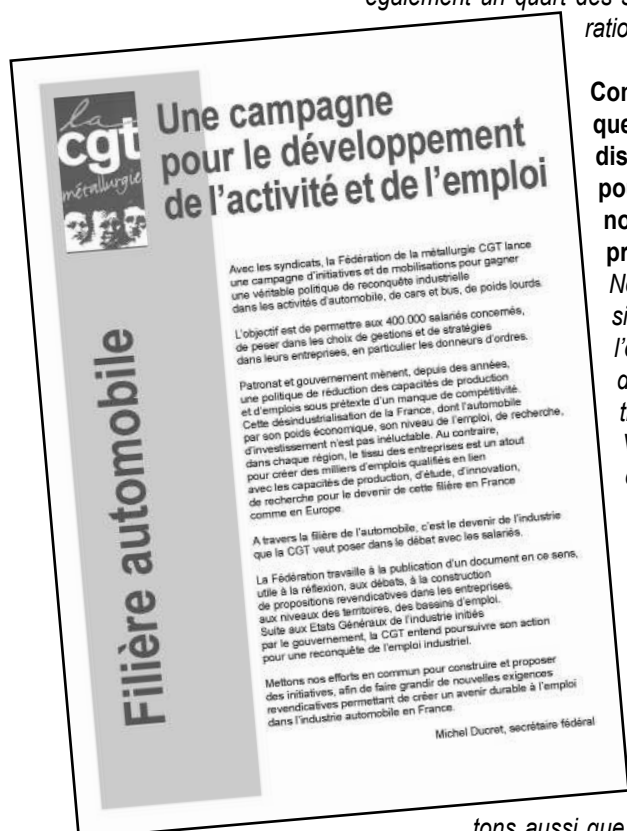 également un quart des s
ratio
la
cgt
métallurgie
Une campagne
pour le développement
de l'activité et de l'emploi
Filière automobile
Avec les syndicats, la Fédération de la métallurgie CGT lance
une campagne d'initiatives et de mobilisations pour gagner
une véritable politique de reconquête industrielle
dans les activités d'automobile, de cars et bus, de poids lourds.
L'objectif est de permettre aux 400.000 salariés concernés,
de peser dans les choix de gestions et de stratégies
dans leurs entreprises, en particulier les donneurs d'ordres.
Patronat et gouvernement mènent, depuis des années,
une politique de réduction des capacités de production
et d'emplois sous prétexte d'un manque de compétitivité.
Cette désindustrialisation de la France, dont l'automobile
par son poids économique, son niveau de l'emploi, de recherche,
d'investissement n'est pas inéluctable. Au contraire,
dans chaque région, le tissu des entreprises est un atout
pour créer des milliers d'emplois qualifiés en lien
avec les capacités de production, d'étude, d'innovation,
de recherche pour le devenir de cette filière en France
comme en Europe.
A travers la filière de l'automobile, c'est le devenir de l'industrie
que la CGT veut poser dans le débat avec les salariés.
La Fédération travaille à la publication d'un document en ce sens,
utile à la réflexion, aux débats, à la construction
de propositions revendicatives dans les entreprises,
aux niveaux des territoires, des bassins d'emploi.
Suite aux Etats Généraux de l'industrie initiés
par le gouvernement, la CGT entend poursuivre son action
pour une reconquête de l'emploi industriel.
Mettons nos efforts en commun pour construire et proposer
des initiatives, afin de faire grandir de nouvelles exigences
revendicatives permettant de créer un avenir durable à l'emploi
dans l'industrie automobile en France.
Michel Ducret, secrétaire fédéral
que
dis
po
no
pr
si
tons aussi que